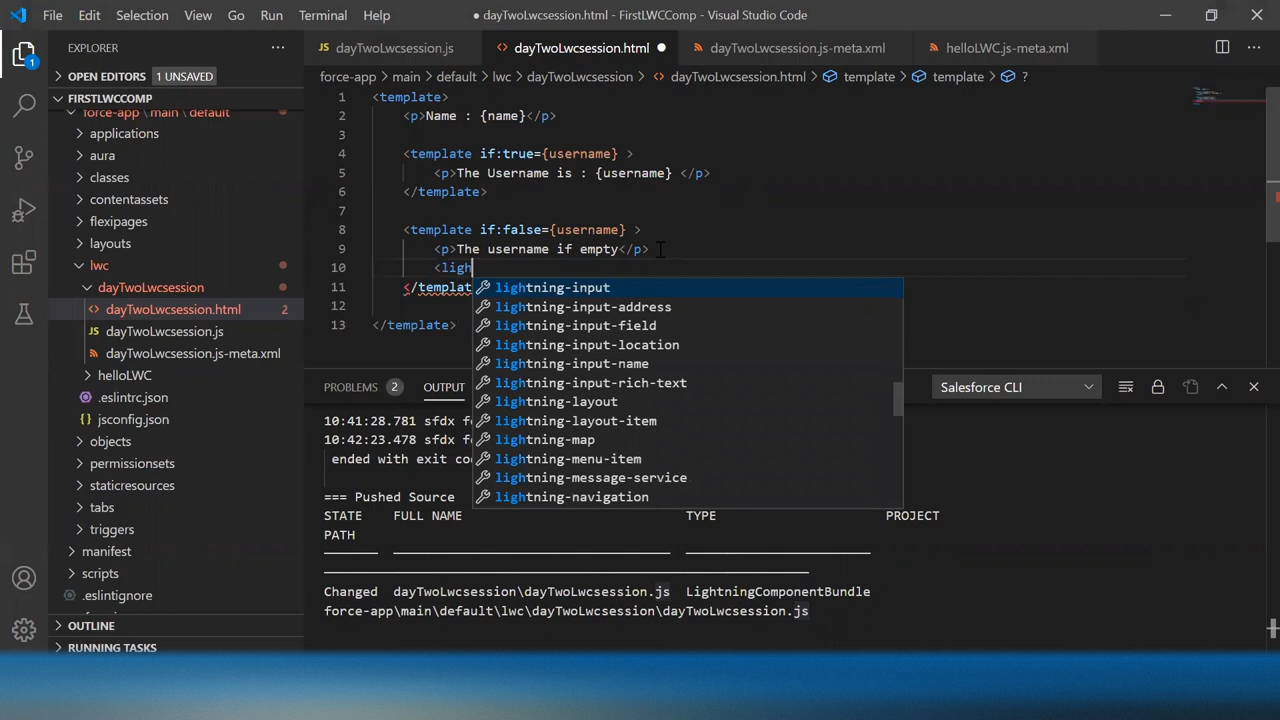 File Edit Selection View Go Run Terminal Help
● dayTwoLwcsession.html - FirstLWCComp - Visual Studio Code
EXPLORER
1
OPEN EDITORS 1 UNSAVED
FIRSTLWCCOMP
force-app \ main \ default
applications
aura
classes
contentassets
flexipages
layouts
lwc
dayTwoLwcsession
dayTwoLwcsession.html 2
dayTwoLwcsession.js
dayTwoLwcsession.js-meta.xml
helloLWC
.eslintrc.json
jsconfig.json
objects
permissionsets
staticresources
tabs
triggers
manifest
scripts
.eslintignore
OUTLINE
RUNNING TASKS
JS dayTwoLwcsession.js
dayTwoLwcsession.html
dayTwoLwcsession.js-meta.xml
helloLWC.js-meta.xml
force-app > main > default > lwc > dayTwoLwcsession > dayTwoLwcsession.html > template > template > ?
1 <template>
2 <p>Name : {name}</p>
3
4 <template if:true={username} >
5 <p>The Username is : {username} </p>
6 </template>
7
8 <template if:false={username} >
9 <p>The username if empty</p>
10 <ligh
11 </templat
12
13 </template>
lightning-input
lightning-input-address
lightning-input-field
lightning-input-location
lightning-input-name
lightning-input-rich-text
lightning-layout
lightning-layout-item
lightning-map
lightning-menu-item
lightning-message-service
lightning-navigation
PROBLEMS 2 OUTPUT
Salesforce CLI
10:41:28.781 sfdx fo
10:42:23.478 sfdx fo
ended with exit co
=== Pushed Source
STATE FULL NAME TYPE PROJECT
PATH
Changed dayTwoLwcsession\dayTwoLwcsession.js LightningComponentBundle
force-app\main\default\lwc\dayTwoLwcsession\dayTwoLwcsession.js